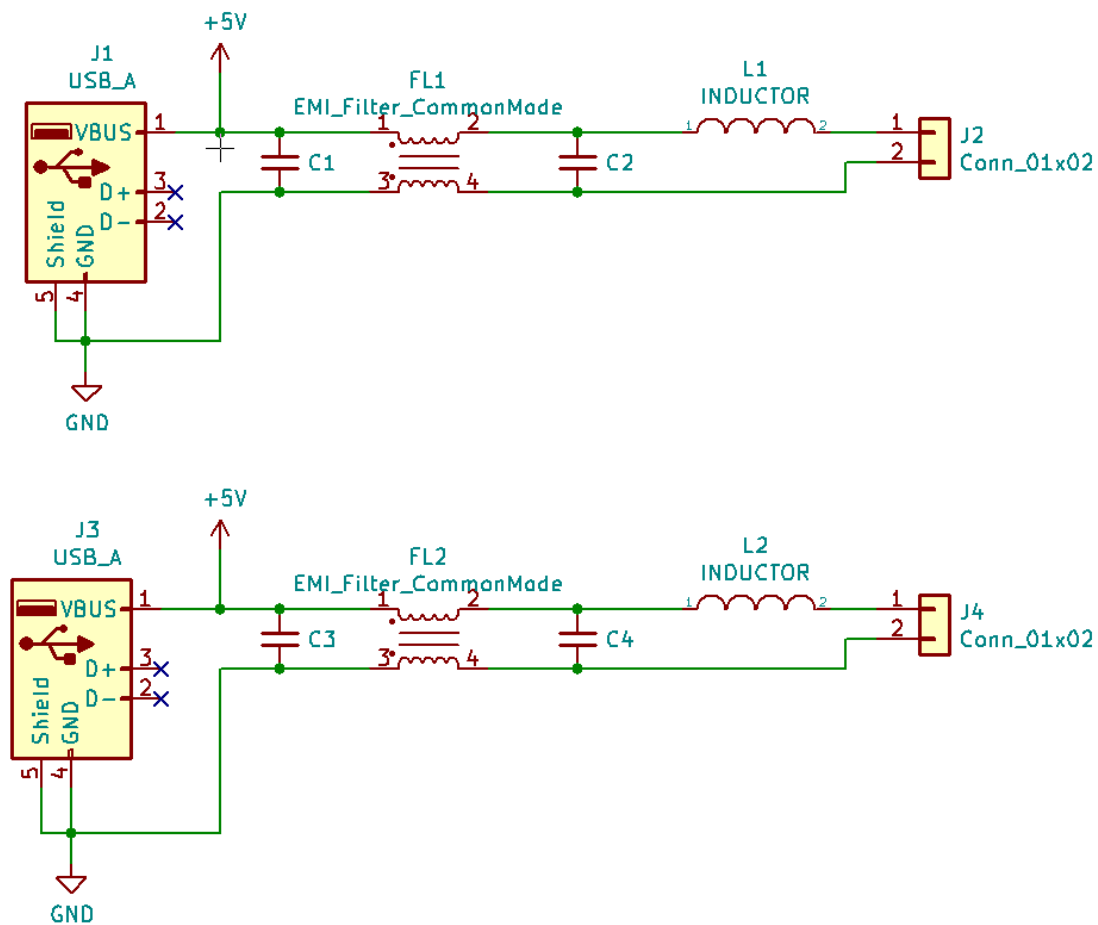 +5V
J1
USB_A
FL1
EMI_Filter_CommonMode
L1
INDUCTOR
VBUS
1
1
2
1
2
1
J2
C1
C2
2
Conn_01x02
D+
3
3
4
D-
2
Shield
GND
5
4
GND
+5V
J3
USB_A
FL2
EMI_Filter_CommonMode
L2
INDUCTOR
VBUS
1
1
2
1
2
1
J4
C3
C4
2
Conn_01x02
D+
3
3
4
D-
2
Shield
GND
5
4
GND